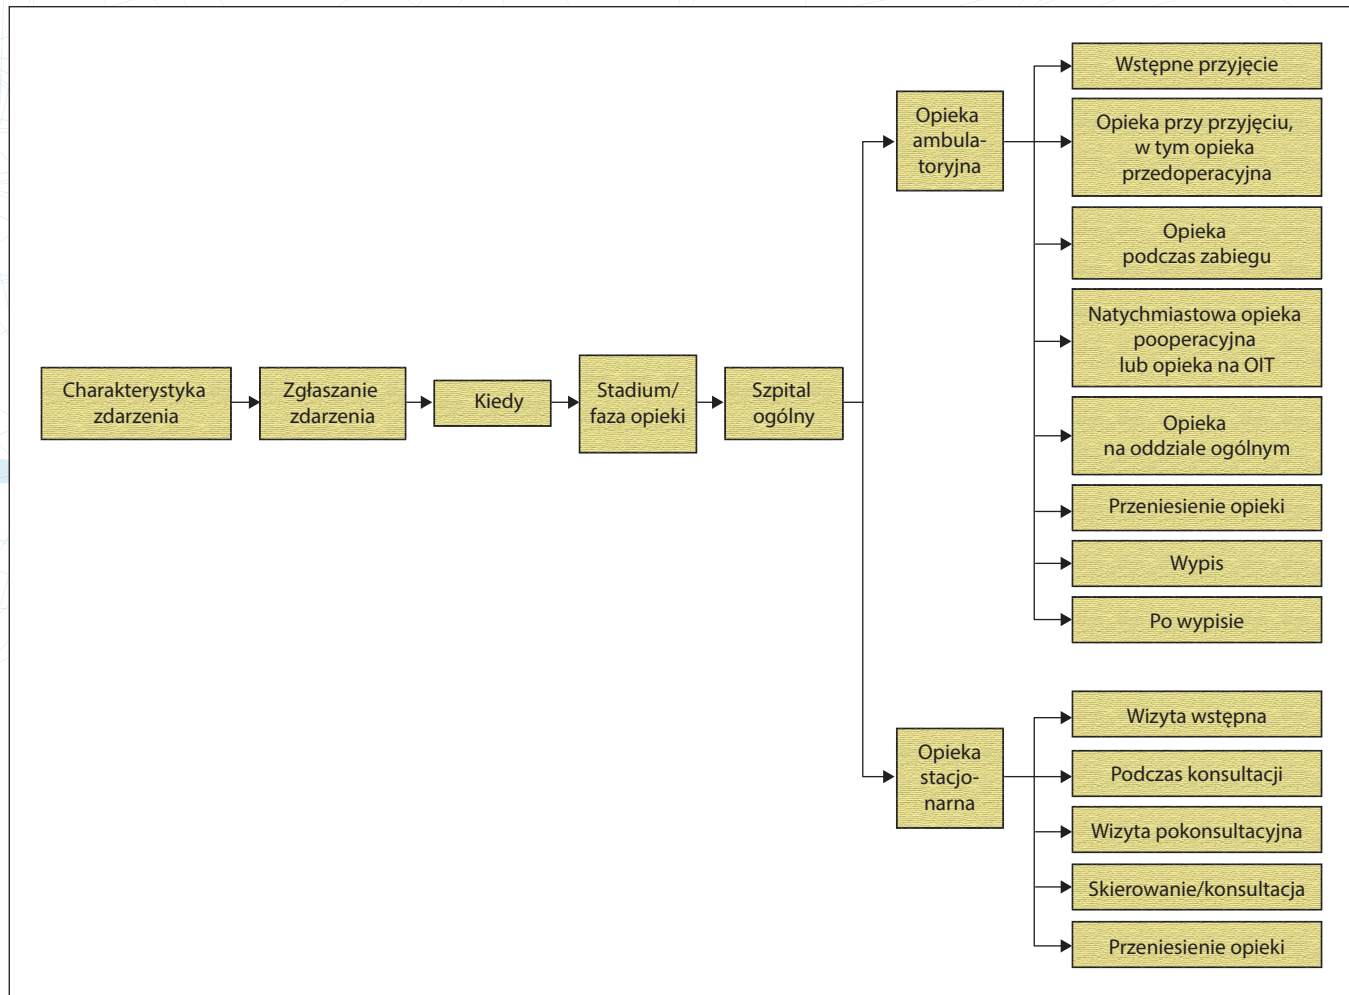 Charakterystyka
zdarzenia
Zgłaszanie
zdarzenia
Kiedy
Stadium/
faza opieki
Szpital
ogólny
Opieka
ambula-
toryjna
Wstępne przyjęcie
Opieka przy przyjęciu,
w tym opieka
przedoperacyjna
Opieka
podczas zabiegu
Natychmiastowa opieka
pooperacyjna
lub opieka na OIT
Opieka
na oddziale ogólnym
Przeniesienie opieki
Wypis
Po wypisie
Opieka
stacjo-
narna
Wizyta wstępna
Podczas konsultacji
Wizyta pokonsultacyjna
Skierowanie/konsultacja
Przeniesienie opieki